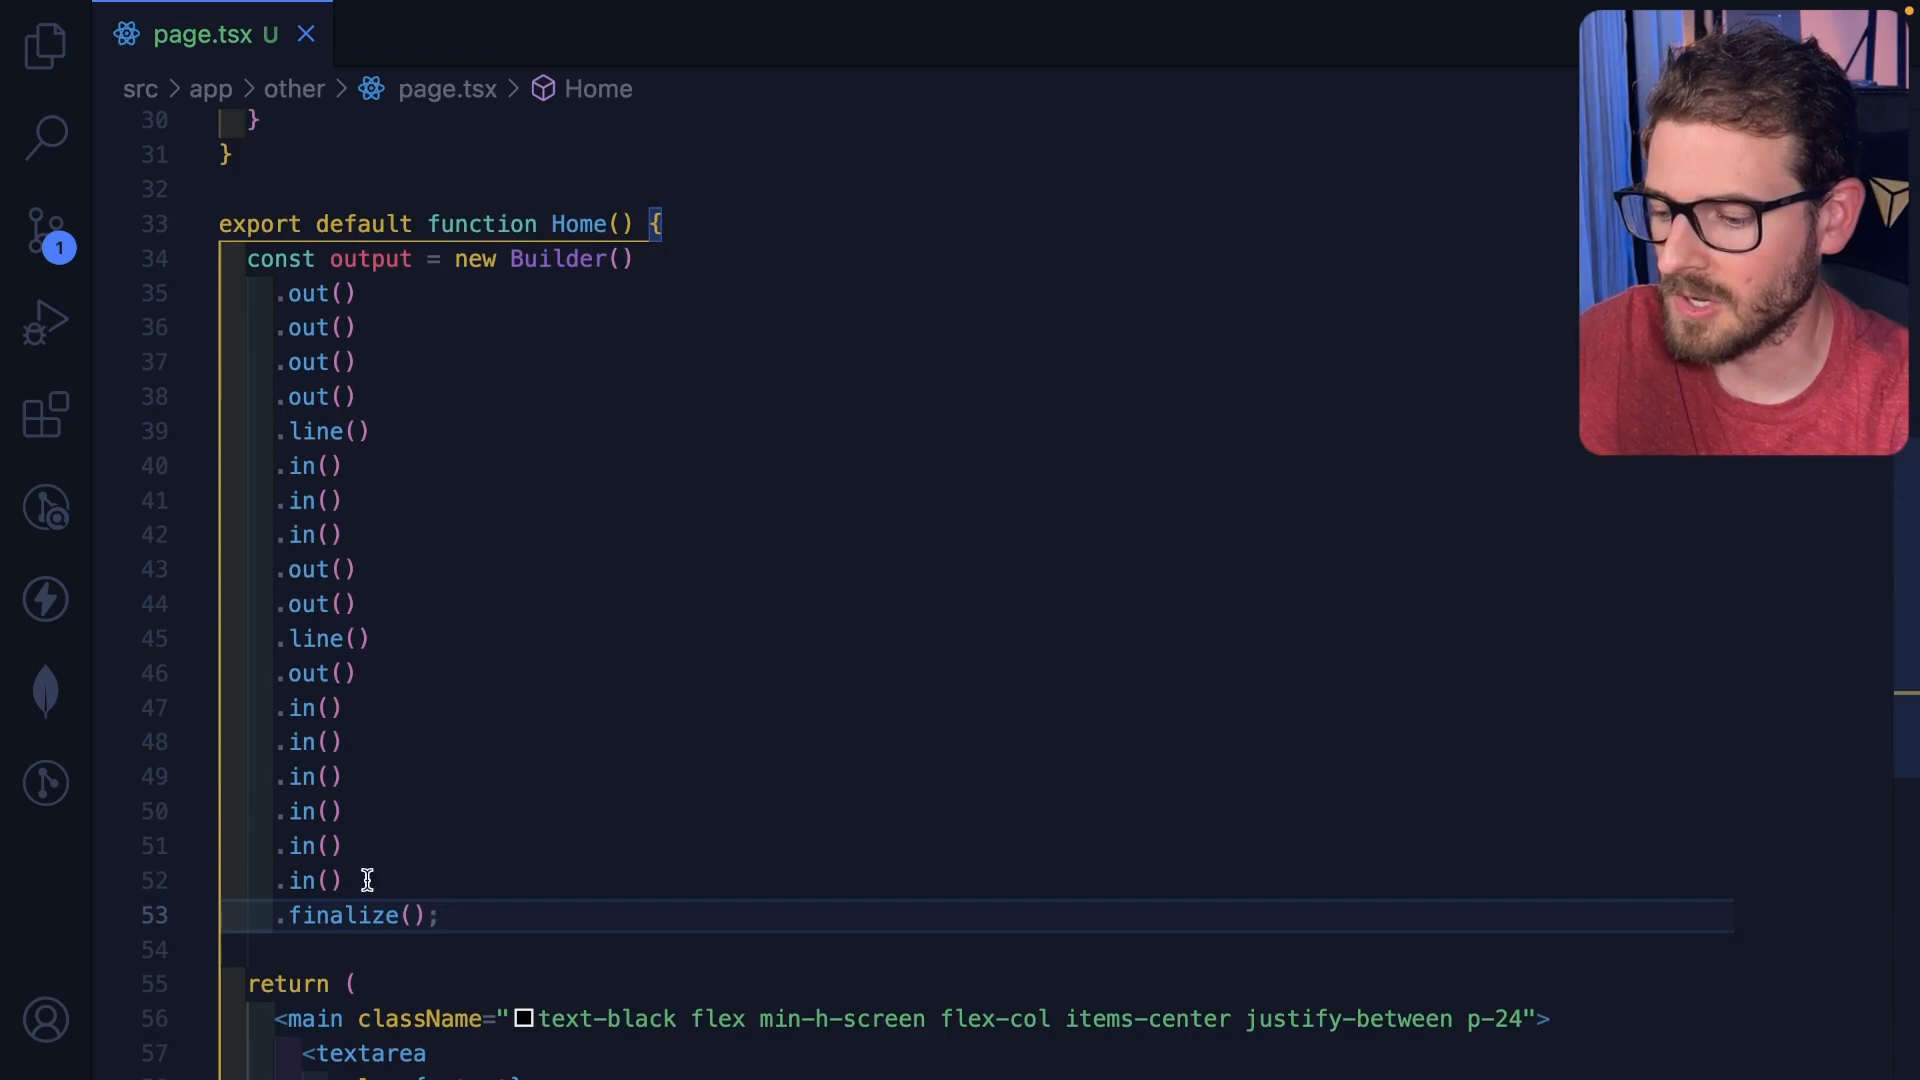 page.tsx U
src > app > other > page.tsx > Home
30 }
31 }
32
33 export default function Home() {
34 const output = new Builder()
35 .out()
36 .out()
37 .out()
38 .out()
39 .line()
40 .in()
41 .in()
42 .in()
43 .out()
44 .out()
45 .line()
46 .out()
47 .in()
48 .in()
49 .in()
50 .in()
51 .in()
52 .in()
53 .finalize();
54
55 return (
56 <main className="text-black flex min-h-screen flex-col items-center justify-between p-24">
57 <textarea
1